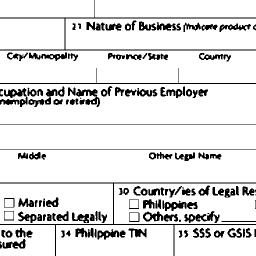 21 Nature of Business (Indicate product
City/Municipality Province/State Country
cupation and Name of Previous Employer
nemployed or retired)
Middle Other Legal Name
30 Country/ies of Legal Res
Married Philippines
Separated Legally Others, specify
to the 34 Philippine TIN 35 SSS or GSIS
sured